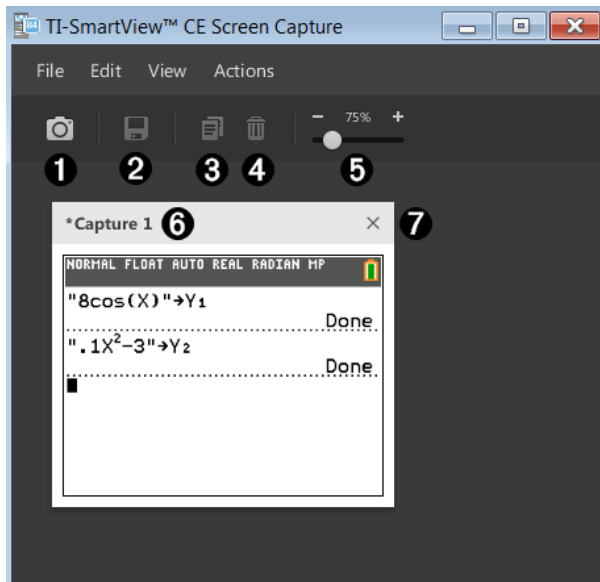 TI-SmartView™ CE Screen Capture
File Edit View Actions
− 75% +
1 2 3 4 5
*Capture 1 6 × 7
NORMAL FLOAT AUTO REAL RADIAN MP
"8cos(X)"→Y₁
Done
".1X²−3"→Y₂
Done